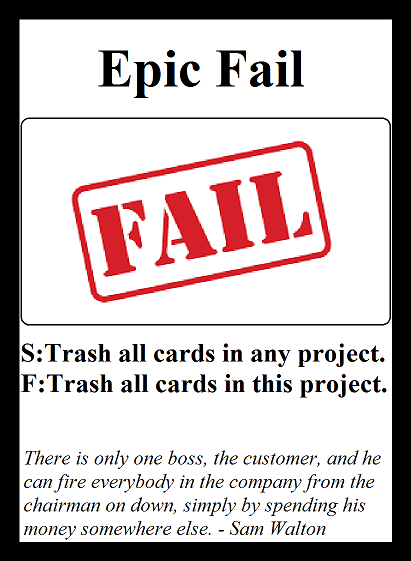 Epic Fail
FAIL
S:Trash all cards in any project.
F:Trash all cards in this project.
There is only one boss, the customer, and he
can fire everybody in the company from the
chairman on down, simply by spending his
money somewhere else. - Sam Walton